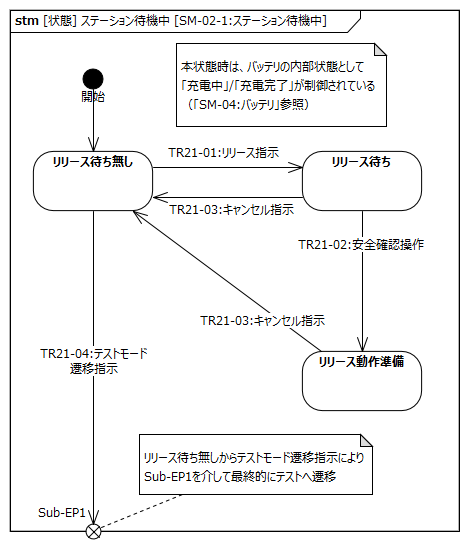 stm [状態] ステーション待機中 [SM-02-1:ステーション待機中]
本状態時は、バッテリの内部状態として
「充電中」/「充電完了」が制御されている
（「SM-04:バッテリ」参照）
開始
TR21-01:リリース指示
リリース待ち無し
リリース待ち
TR21-03:キャンセル指示
TR21-02:安全確認操作
TR21-03:キャンセル指示
TR21-04:テストモード
遷移指示
リリース動作準備
リリース待ち無しからテストモード遷移指示により
Sub-EP1を介して最終的にテストへ遷移
Sub-EP1